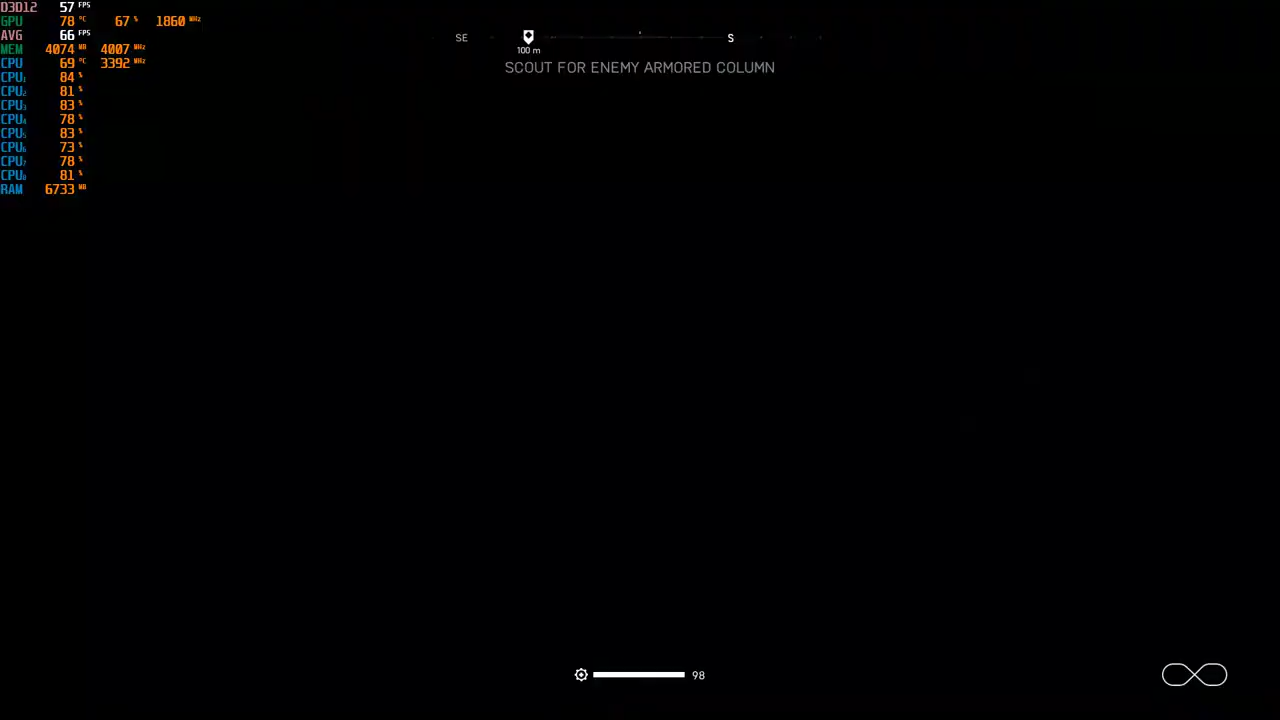 D3D12 57 FPS
GPU 78 °C 67 % 1860 MHz
AVG 66 FPS
MEM 4074 MB 4007 MHz
CPU 69 °C 3392 MHz
CPU1 84 %
CPU2 81 %
CPU3 83 %
CPU4 78 %
CPU5 83 %
CPU6 73 %
CPU7 78 %
CPU8 81 %
RAM 6733 MB
SE S
100 m
SCOUT FOR ENEMY ARMORED COLUMN
98